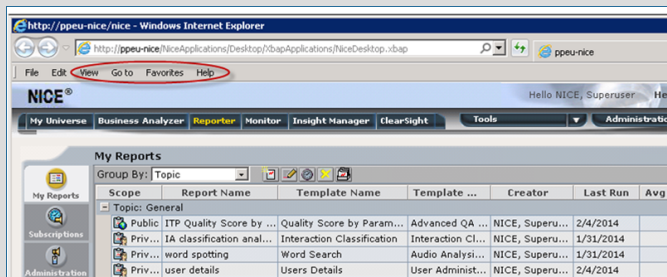 http://ppeu-nice/nice - Windows Internet Explorer
http://ppeu-nice/NiceApplications/Desktop/XbapApplications/NiceDesktop.xbap
ppeu-nice
File Edit View Go to Favorites Help
NICE® Hello NICE, Superuser He
My Universe Business Analyzer Reporter Monitor Insight Manager ClearSight Tools Administratio
My Reports
Group By: Topic
My Reports
Subscriptions
Administration
Scope Report Name Template Name Template ... Creator Last Run Avg
Topic: General
Public ITP Quality Score by ... Quality Score by Param... Advanced QA ... NICE, Superu... 2/4/2014
Priv... IA classification anal... Interaction Classification Interaction Cl... NICE, Superu... 1/31/2014
Priv... word spotting Word Search Audio Analysi... NICE, Superu... 1/31/2014
Priv... user details Users Details User Administ... NICE, Superu... 2/4/2014